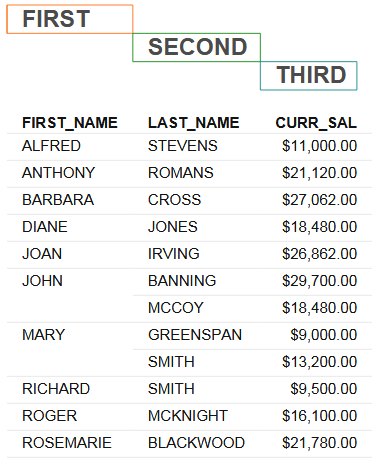 FIRST
SECOND
THIRD
FIRST_NAME LAST_NAME CURR_SAL
ALFRED STEVENS $11,000.00
ANTHONY ROMANS $21,120.00
BARBARA CROSS $27,062.00
DIANE JONES $18,480.00
JOAN IRVING $26,862.00
JOHN BANNING $29,700.00
MCCOY $18,480.00
MARY GREENSPAN $9,000.00
SMITH $13,200.00
RICHARD SMITH $9,500.00
ROGER MCKNIGHT $16,100.00
ROSEMARIE BLACKWOOD $21,780.00